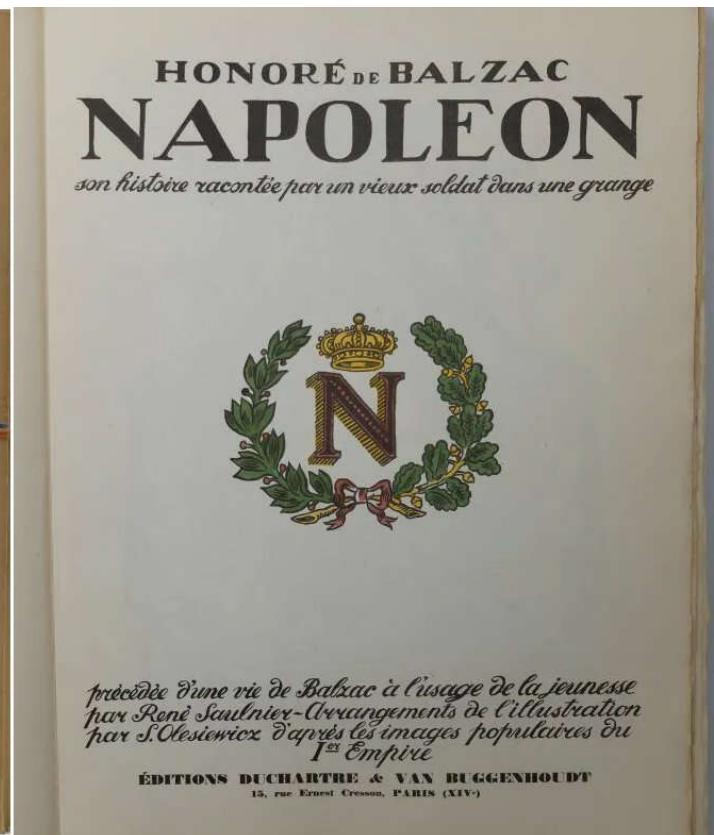 HONORÉ DE BALZAC
NAPOLEON
son histoire racontée par un vieux soldat dans une grange
N
précédée d'une vie de Balzac à l'usage de la jeunesse
par René Saulnier-Arrangements de l'illustration
par S. Olesiewicz d'après les images populaires du
Ier Empire
ÉDITIONS DUCHARTRE & VAN BUGGENHOUDT
15, rue Ernest Cresson, PARIS (XIVe)